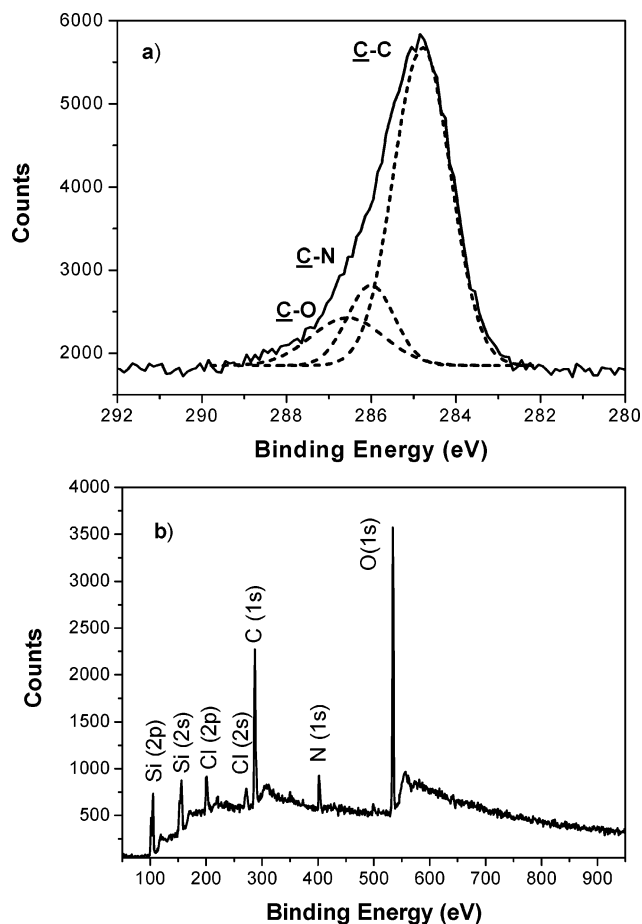 a)
C-C
C-N
C-O
6000
5000
4000
3000
2000
Counts
292 290 288 286 284 282 280
Binding Energy (eV)
b)
4000
3500
3000
2500
2000
1500
1000
500
Counts
Si (2p)
Si (2s)
Cl (2p)
Cl (2s)
C (1s)
N (1s)
O(1s)
100 200 300 400 500 600 700 800 900
Binding Energy (eV)